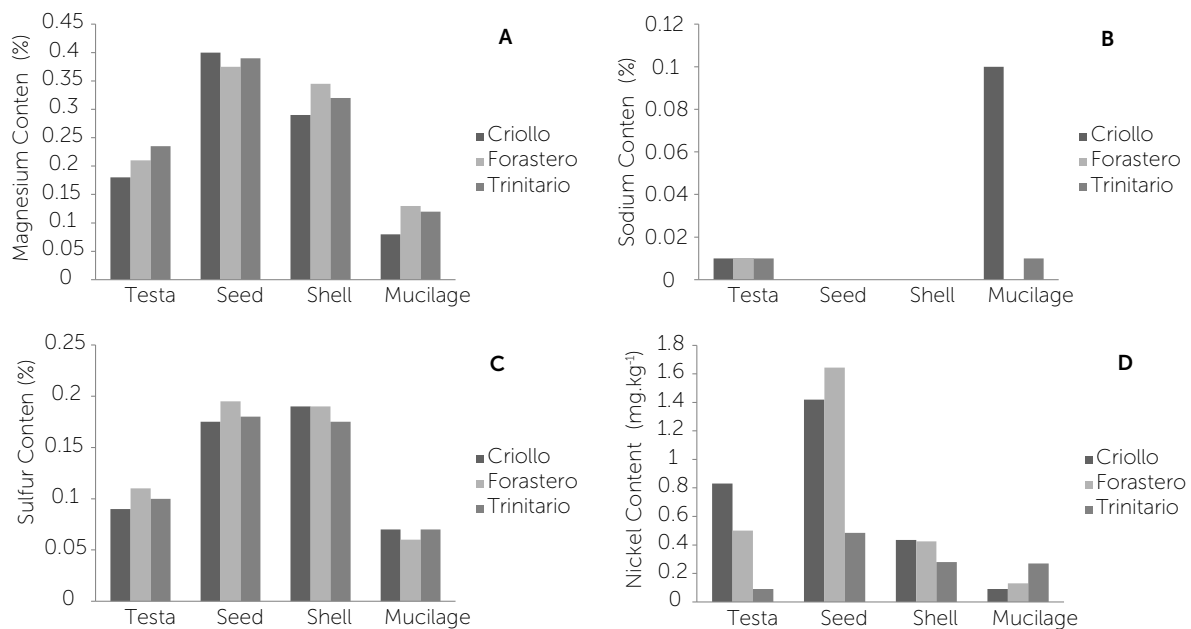 A
Magnesium Conten (%)
0.45
0.4
0.35
0.3
0.25
0.2
0.15
0.1
0.05
0
Testa Seed Shell Mucilage
Criollo
Forastero
Trinitario
B
Sodium Conten (%)
0.12
0.1
0.08
0.06
0.04
0.02
0
Testa Seed Shell Mucilage
Criollo
Forastero
Trinitario
C
Sulfur Conten (%)
0.25
0.2
0.15
0.1
0.05
0
Testa Seed Shell Mucilage
Criollo
Forastero
Trinitario
D
Nickel Content (mg.kg⁻¹)
1.8
1.6
1.4
1.2
1
0.8
0.6
0.4
0.2
0
Testa Seed Shell Mucilage
Criollo
Forastero
Trinitario